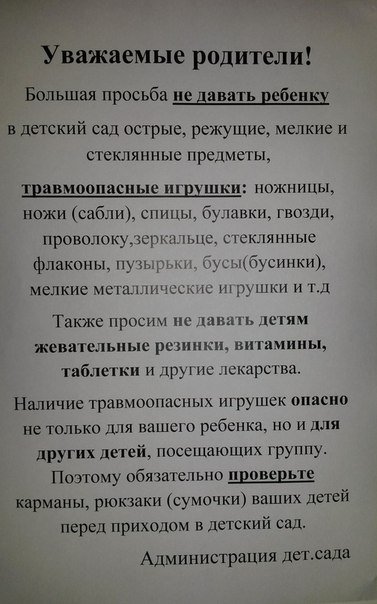 Уважаемые родители!
Большая просьба не давать ребенку
в детский сад острые, режущие, мелкие и
стеклянные предметы,
травмоопасные игрушки: ножницы,
ножи (сабли), спицы, булавки, гвозди,
проволоку,зеркальце, стеклянные
флаконы, пузырьки, бусы(бусинки),
мелкие металлические игрушки и т.д
Также просим не давать детям
жевательные резинки, витамины,
таблетки и другие лекарства.
Наличие травмоопасных игрушек опасно
не только для вашего ребенка, но и для
других детей, посещающих группу.
Поэтому обязательно проверьте
карманы, рюкзаки (сумочки) ваших детей
перед приходом в детский сад.
Администрация дет.сада